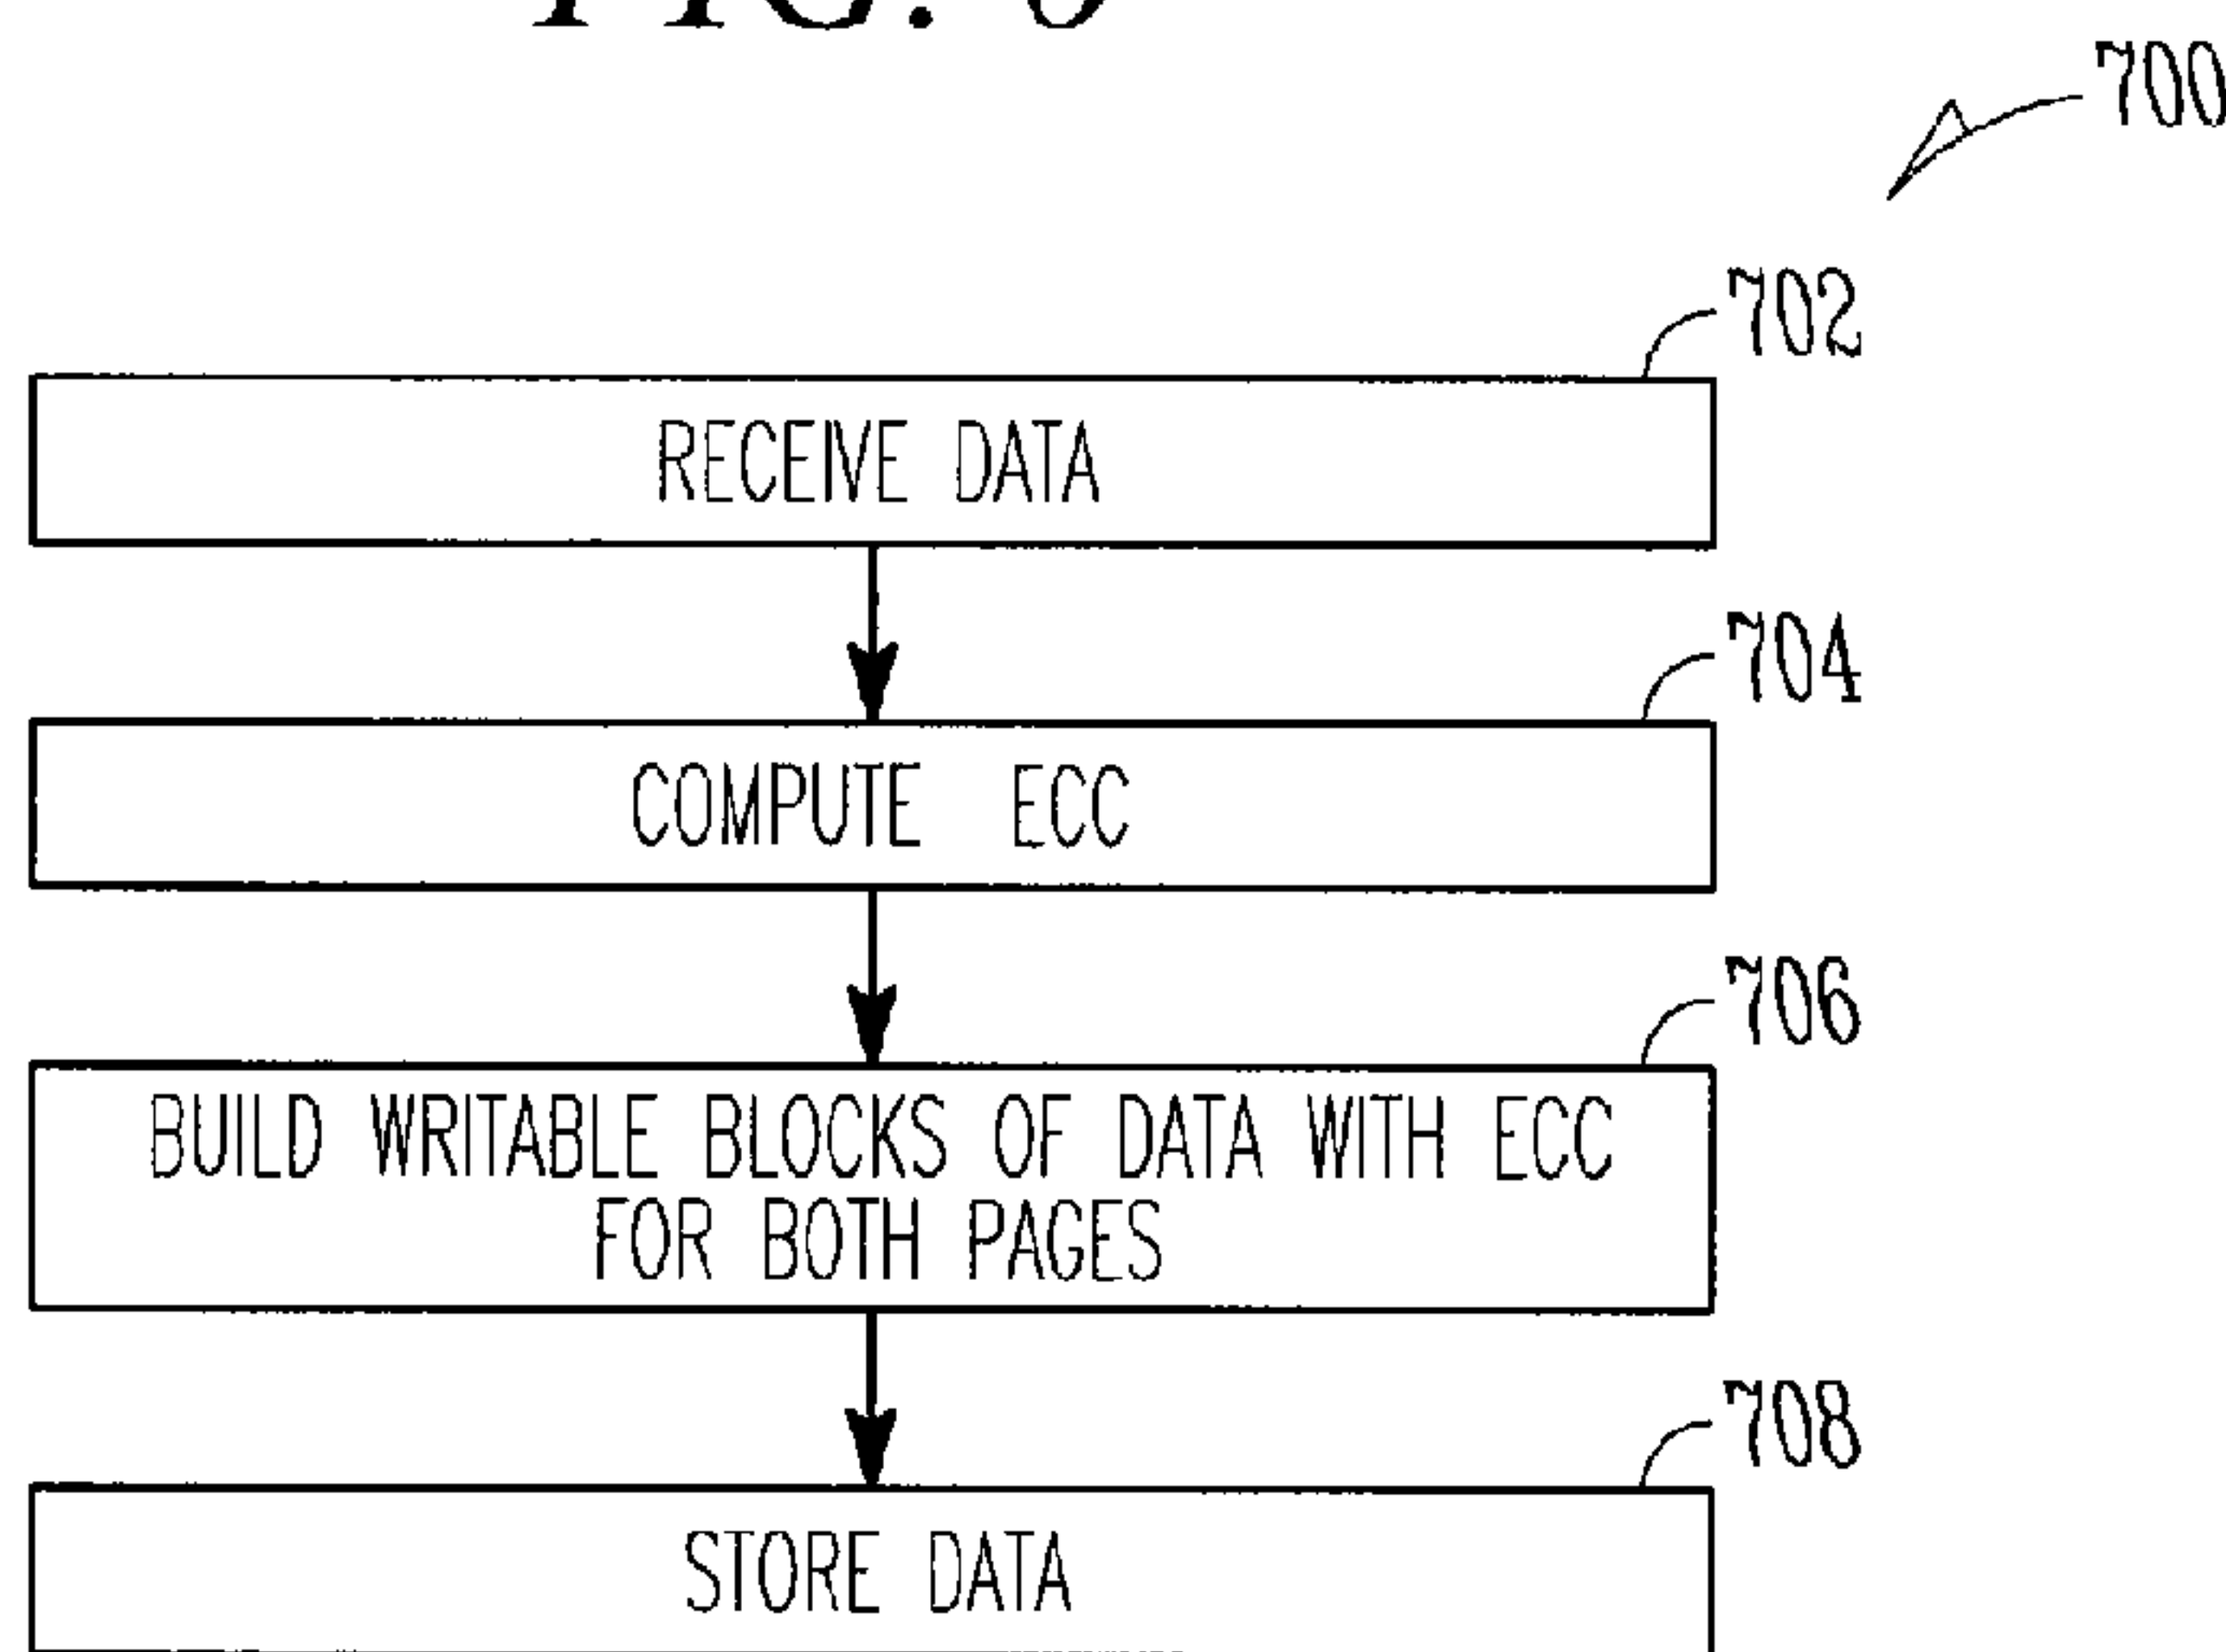 700
702
RECEIVE DATA
704
COMPUTE ECC
706
BUILD WRITABLE BLOCKS OF DATA WITH ECC
FOR BOTH PAGES
708
STORE DATA